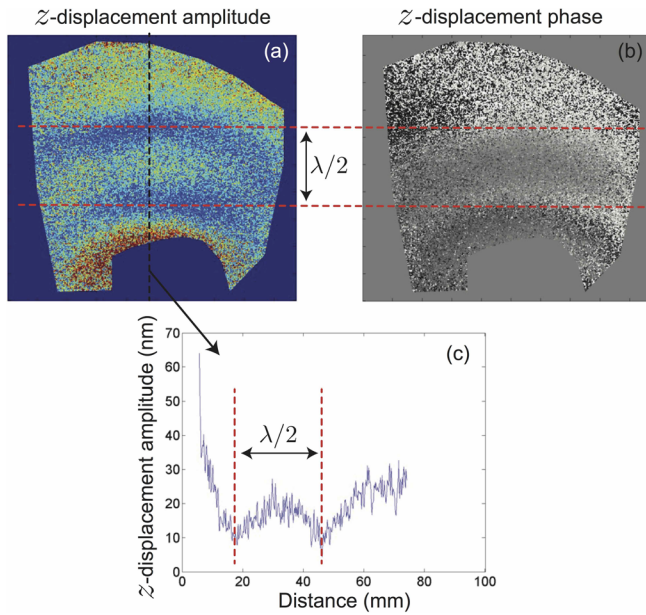 z-displacement amplitude
z-displacement phase
(a)
(b)
λ/2
(c)
z-displacement amplitude (nm)
70
60
50
40
30
20
10
0
λ/2
0 20 40 60 80 100
Distance (mm)